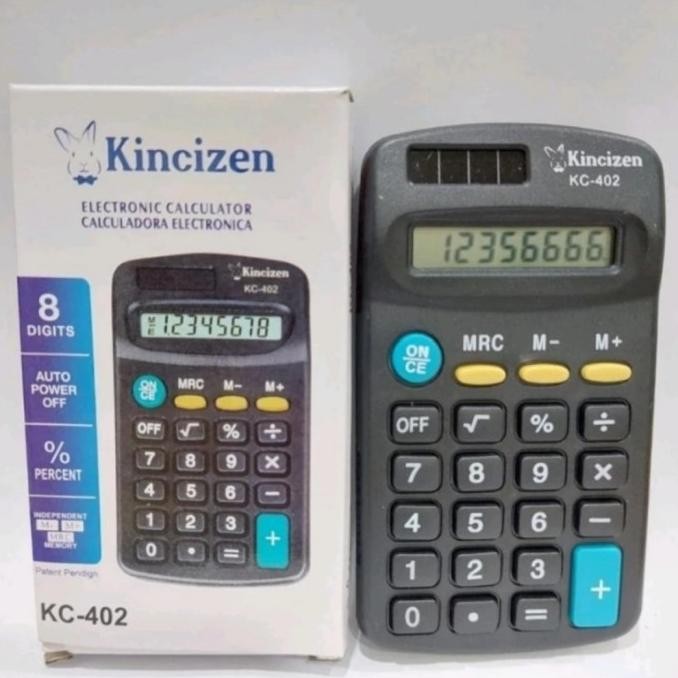 Kincizen
ELECTRONIC CALCULATOR
CALCULADORA ELECTRONICA
8
DIGITS
AUTO
POWER
OFF
%
PERCENT
INDEPENDENT
M- M+
MRC
MEMORY
Patent Pendign
KC-402
Kincizen
KC-402
12345678
ON
CE
MRC M- M+
OFF √ % ÷
7 8 9 ×
4 5 6 −
1 2 3
0 • = +
Kincizen
KC-402
12356666.
ON
CE
MRC M- M+
OFF √ % ÷
7 8 9 ×
4 5 6 −
1 2 3
0 • = +